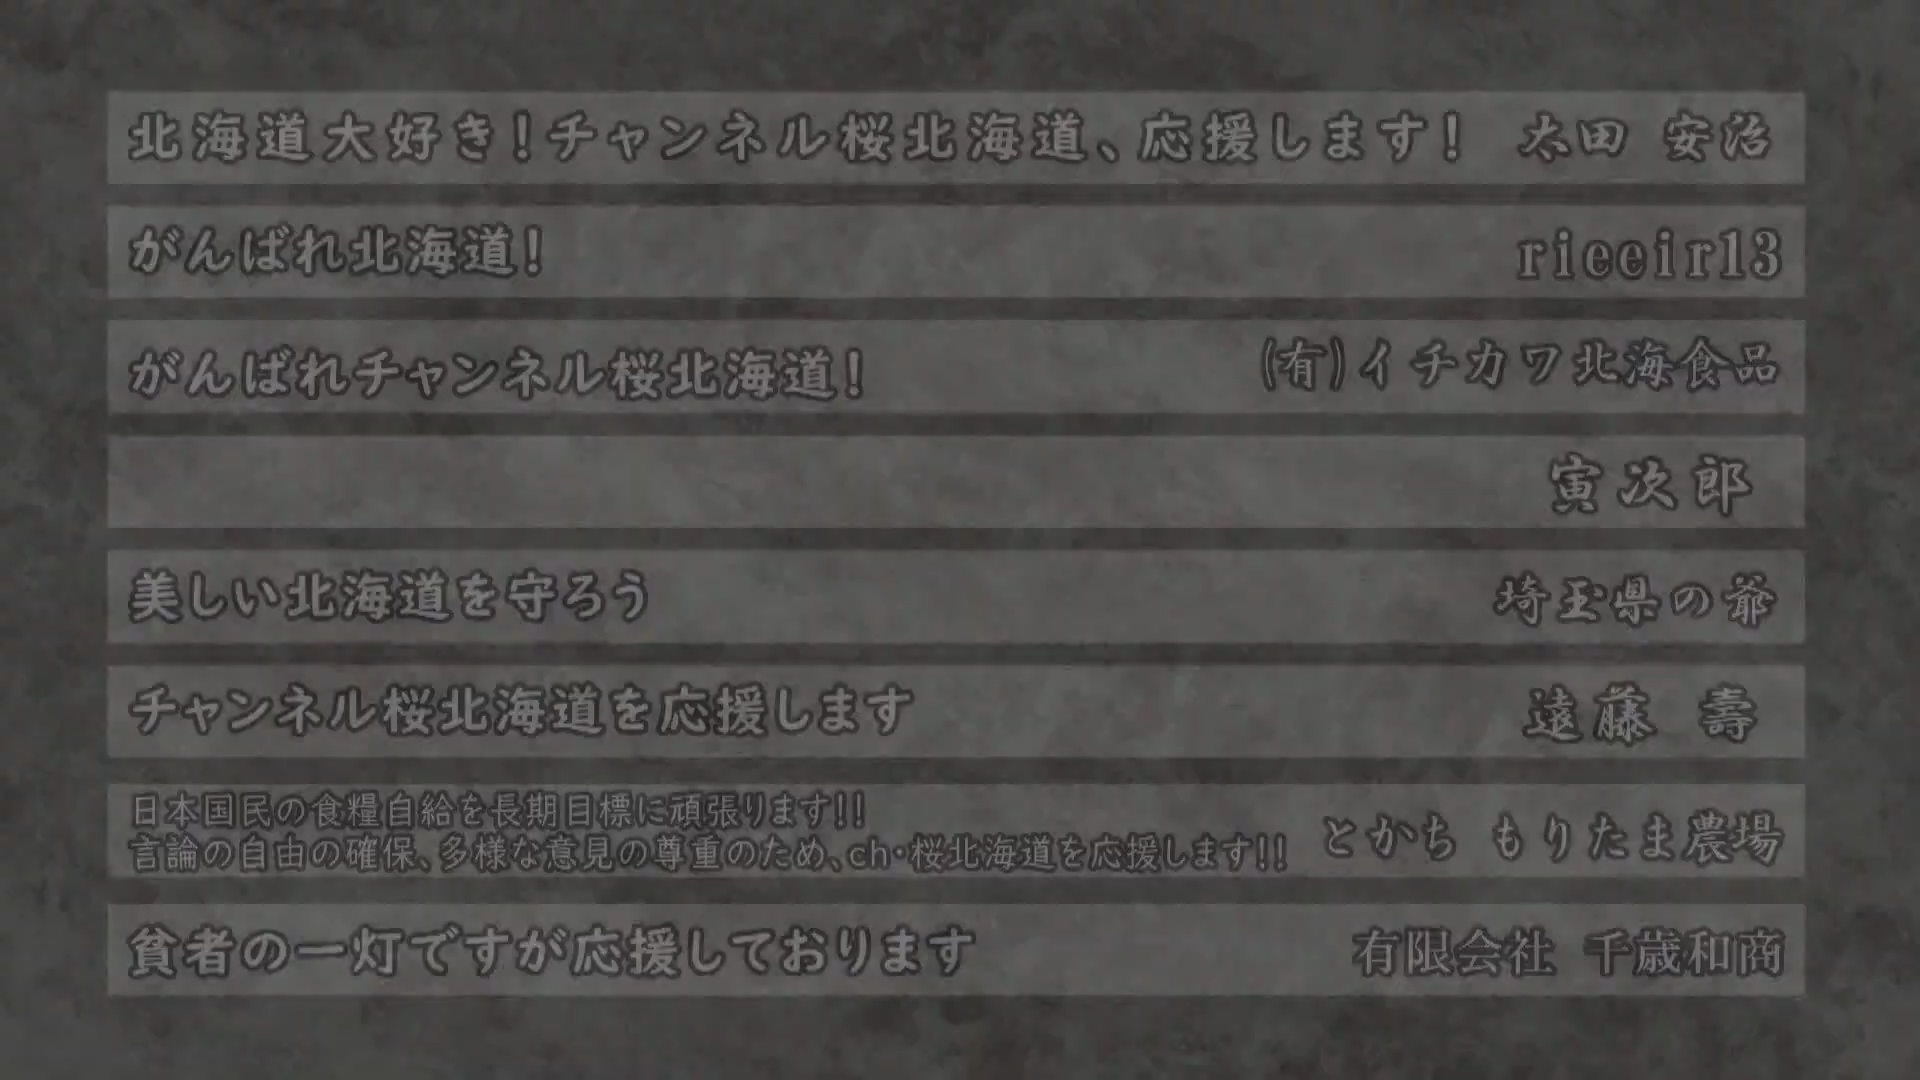 北海道大好き！チャンネル桜北海道、応援します！ 太田 安治
がんばれ北海道！ rieeir13
がんばれチャンネル桜北海道！ (有)イチカワ北海食品
寅次郎
美しい北海道を守ろう 埼玉県の爺
チャンネル桜北海道を応援します 遠藤 壽
日本国民の食糧自給を長期目標に頑張ります！！
言論の自由の確保、多様な意見の尊重のため、ch・桜北海道を応援します！！ とかち もりたま農場
貧者の一灯ですが応援しております 有限会社 千歳和商